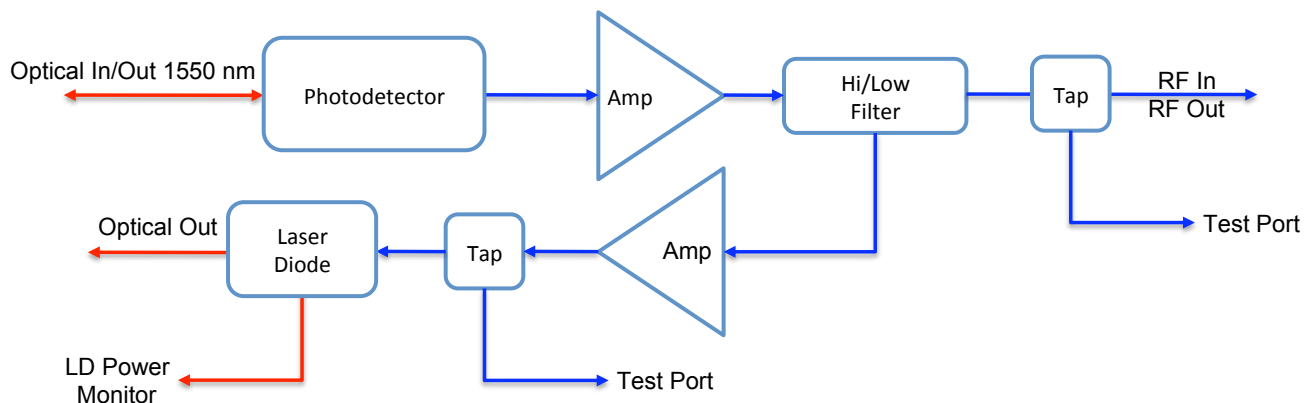 Optical In/Out 1550 nm
Photodetector
Amp
Hi/Low
Filter
Tap
RF In
RF Out
Test Port
Optical Out
Laser
Diode
Tap
Amp
LD Power
Monitor
Test Port